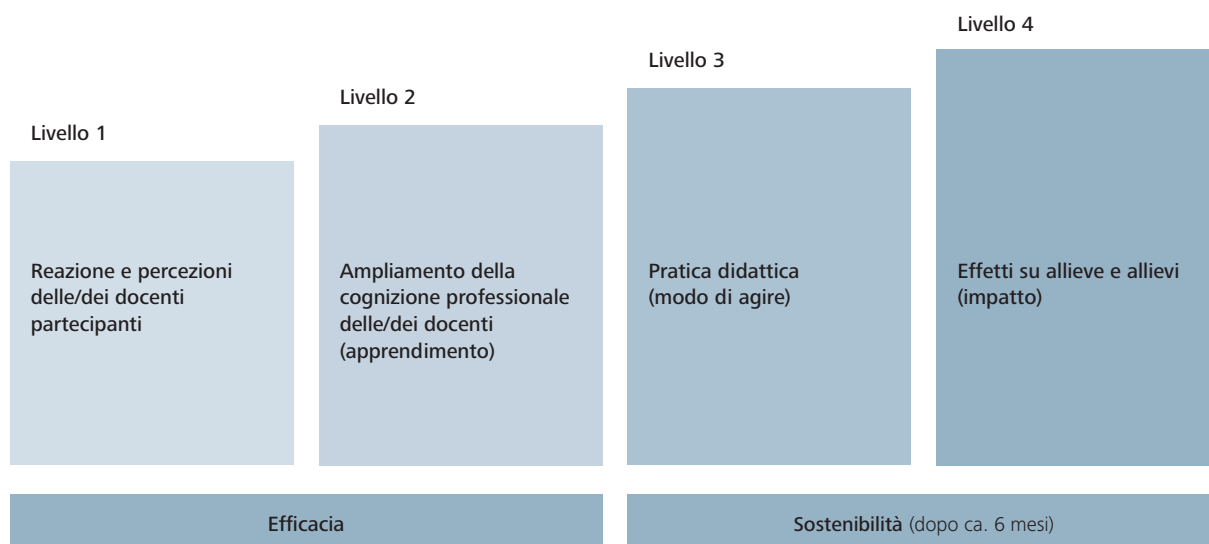 Livello 1
Reazione e percezioni
delle/dei docenti
partecipanti
Livello 2
Ampliamento della
cognizione professionale
delle/dei docenti
(apprendimento)
Livello 3
Pratica didattica
(modo di agire)
Livello 4
Effetti su allieve e allievi
(impatto)
Efficacia
Sostenibilità (dopo ca. 6 mesi)